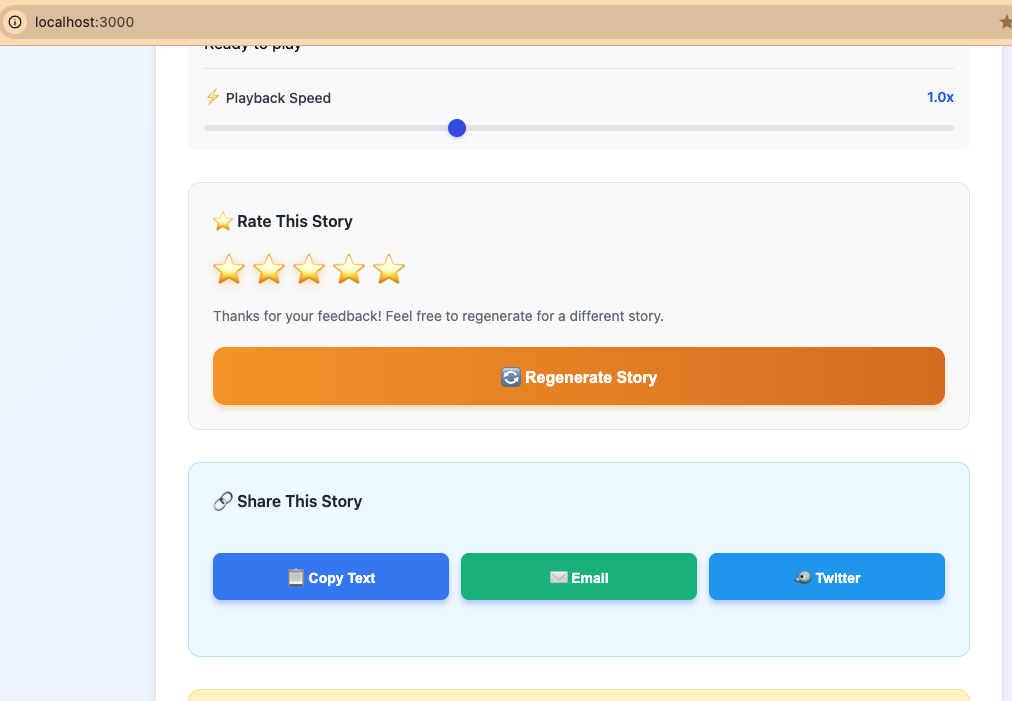 localhost:3000
Ready to play
⚡ Playback Speed
1.0x
⭐ Rate This Story
Thanks for your feedback! Feel free to regenerate for a different story.
🔄 Regenerate Story
🔗 Share This Story
📋 Copy Text
✉️ Email
🐦 Twitter